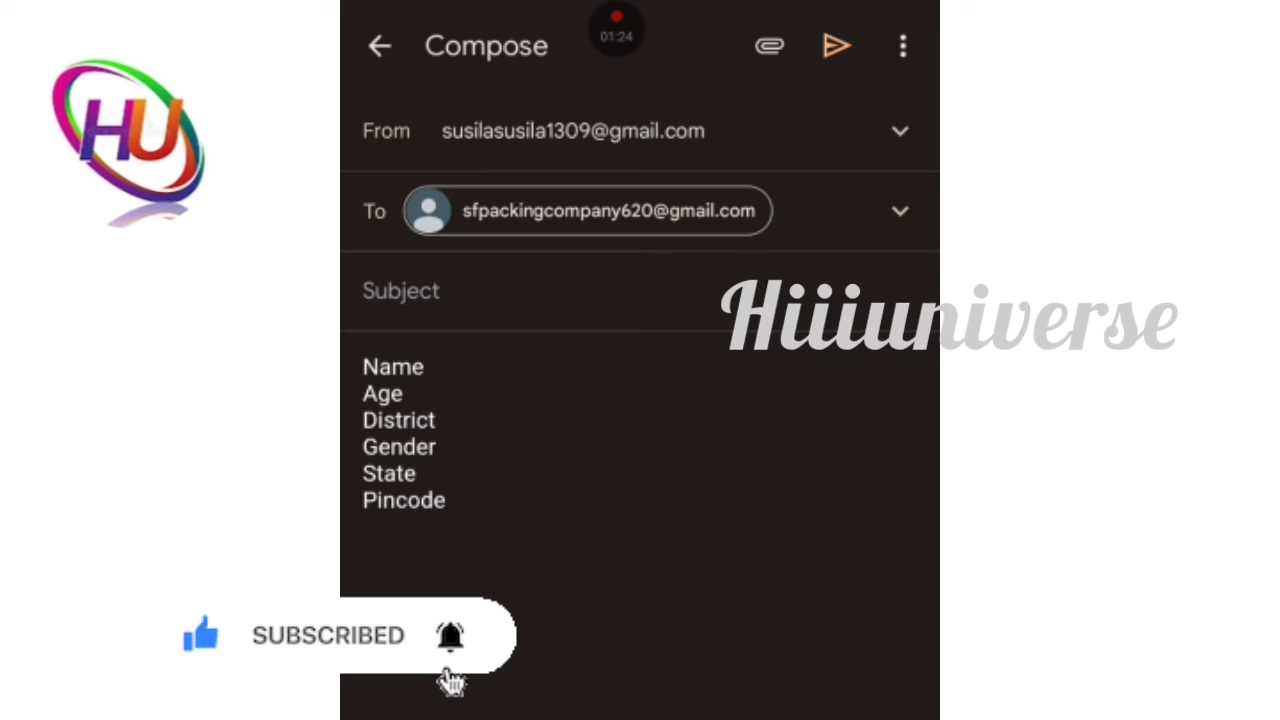 HU
01:24
Compose
From susilasusila1309@gmail.com
To sfpackingcompany620@gmail.com
Subject
Hiiiuniverse
Name
Age
District
Gender
State
Pincode
SUBSCRIBED